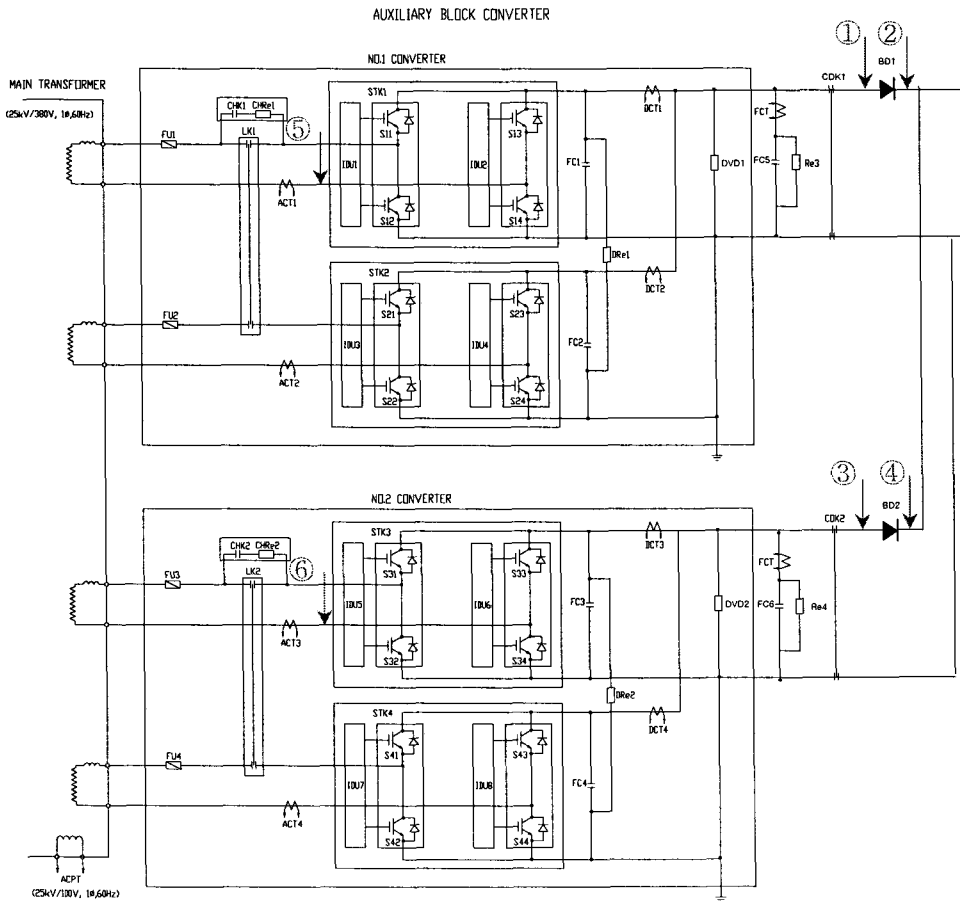 AUXILIARY BLOCK CONVERTER
① ②
NO.1 CONVERTER
BD1
MAIN TRANSFORMER
CDK1
(25kV/380V, 1ø,60Hz)
STK1
CHK1 CHRe1
DCT1
FCT
FU1
LK1
⑤
S11
S13
IDU1
IDU2
FC1
DVD1
FC5
Re3
ACT1
S12
S14
DRe1
STK2
DCT2
FU2
S21
S23
IDU3
IDU4
FC2
ACT2
S22
S24
③ ④
NO.2 CONVERTER
BD2
CDK2
STK3
CHK2 CHRe2
DCT3
FCT
FU3
LK2
⑥
S31
S33
IDU5
IDU6
FC3
DVD2
FC6
Re4
ACT3
S32
S34
DRe2
STK4
DCT4
FU4
S41
S43
IDU7
IDU8
FC4
ACT4
S42
S44
ACPT
(25kV/100V, 1ø,60Hz)